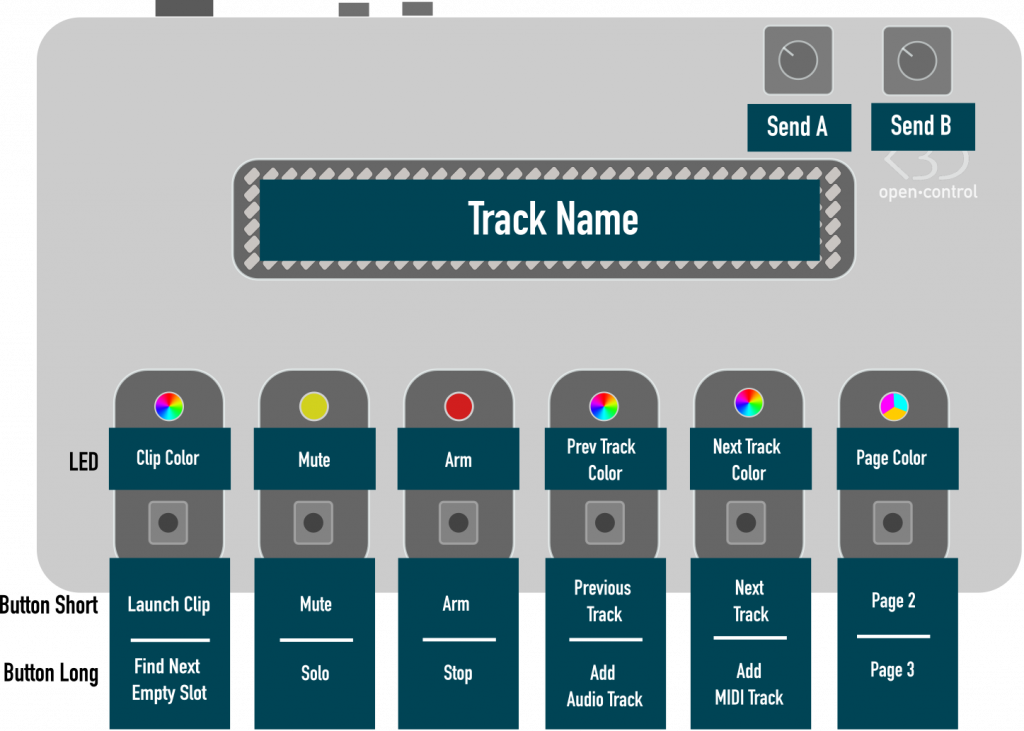 Send A
Send B
open•control
Track Name
LED
Clip Color
Mute
Arm
Prev Track
Color
Next Track
Color
Page Color
Button Short
Launch Clip
Mute
Arm
Previous
Track
Next
Track
Page 2
Button Long
Find Next
Empty Slot
Solo
Stop
Add
Audio Track
Add
MIDI Track
Page 3